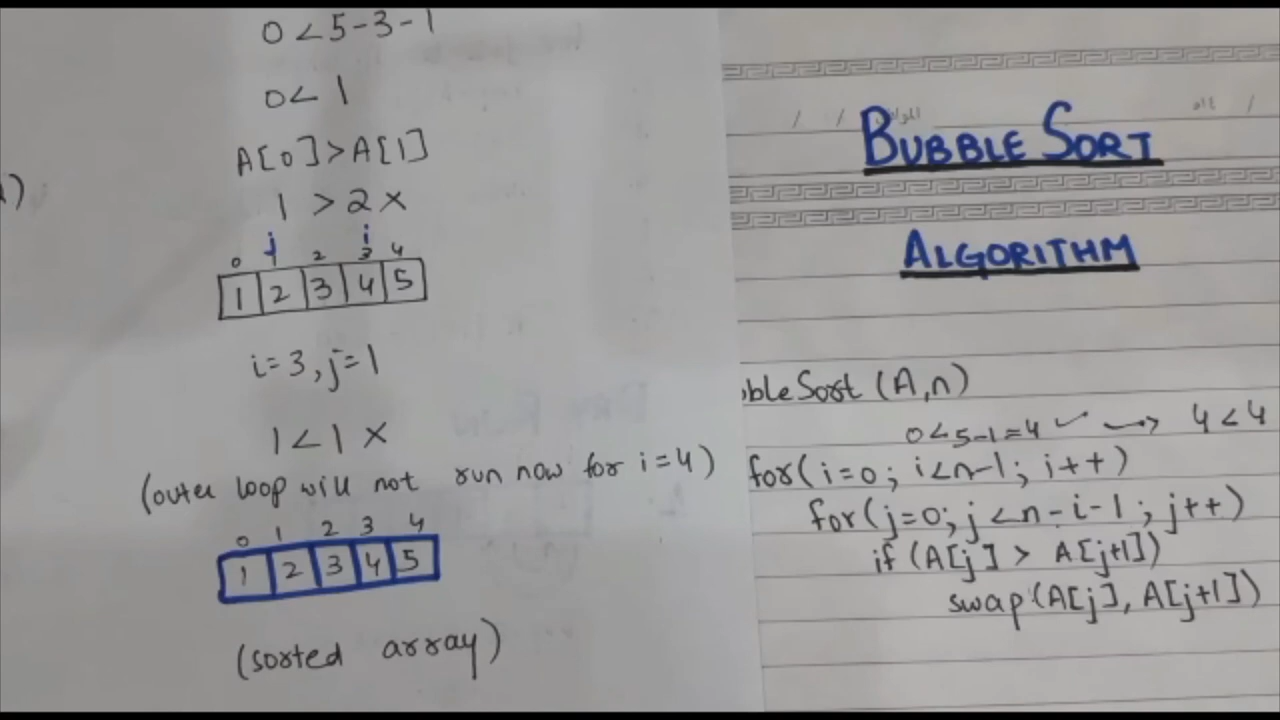 0 < 5-3-1
0 < 1
A[0] > A[1]
1 > 2 ×
j i
0 1 2 3 4
1 2 3 4 5
i=3, j=1
1 < 1 ×
(outer loop will not run now for i=4)
0 1 2 3 4
1 2 3 4 5
(sorted array)
BUBBLE SORT
ALGORITHM
bbleSort (A,n)
0 < 5-1=4 ✓ → 4 < 4
for(i=0; i<n-1; i++)
for(j=0; j<n-i-1; j++)
if (A[j] > A[j+1])
swap(A[j], A[j+1])